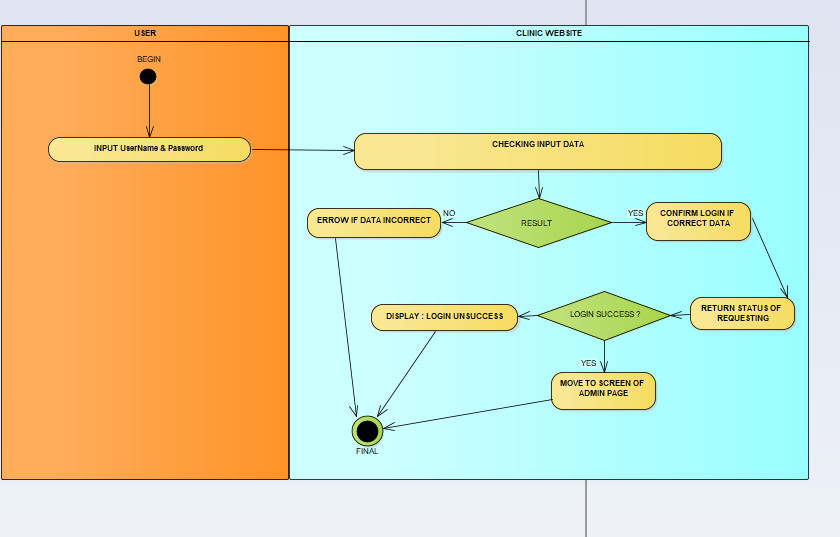 USER
CLINIC WEBSITE
BEGIN
INPUT UserName & Password
CHECKING INPUT DATA
ERROW IF DATA INCORRECT
NO
RESULT
YES
CONFIRM LOGIN IF
CORRECT DATA
DISPLAY : LOGIN UNSUCCESS
LOGIN SUCCESS ?
RETURN STATUS OF
REQUESTING
YES
MOVE TO SCREEN OF
ADMIN PAGE
FINAL